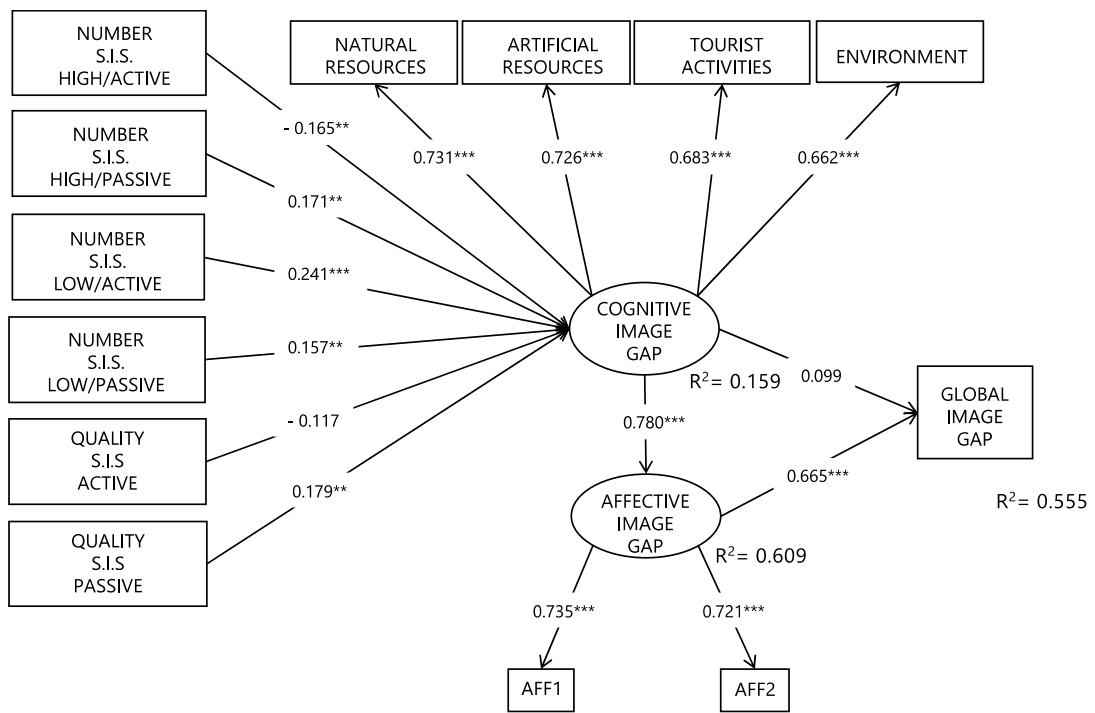 NUMBER
S.I.S.
HIGH/ACTIVE
NUMBER
S.I.S.
HIGH/PASSIVE
NUMBER
S.I.S.
LOW/ACTIVE
NUMBER
S.I.S.
LOW/PASSIVE
QUALITY
S.I.S
ACTIVE
QUALITY
S.I.S
PASSIVE
NATURAL
RESOURCES
ARTIFICIAL
RESOURCES
TOURIST
ACTIVITIES
ENVIRONMENT
- 0.165**
0.171**
0.241***
0.157**
- 0.117
0.179**
0.731***
0.726***
0.683***
0.662***
COGNITIVE
IMAGE
GAP
R²= 0.159
0.099
0.780***
GLOBAL
IMAGE
GAP
R²= 0.555
0.665***
AFFECTIVE
IMAGE
GAP
R²= 0.609
0.735***
0.721***
AFF1
AFF2